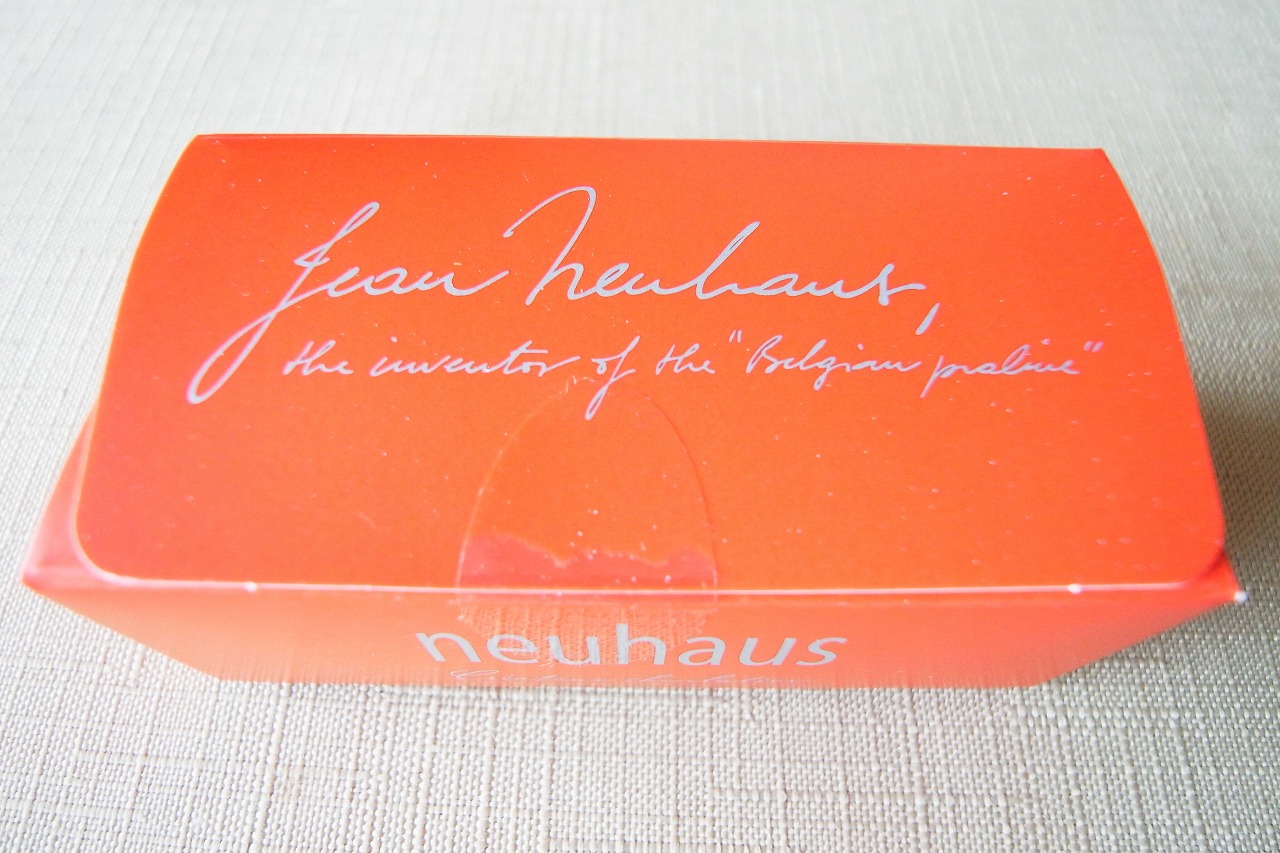 Jean Neuhaus,
the inventor of the "Belgian praline"
neuhaus